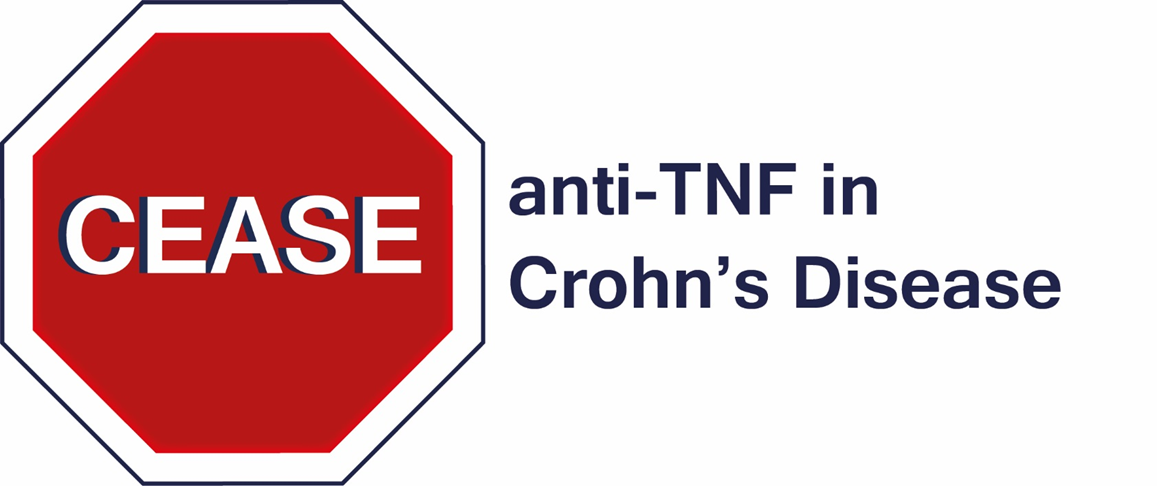 CEASE
anti-TNF in
Crohn’s Disease